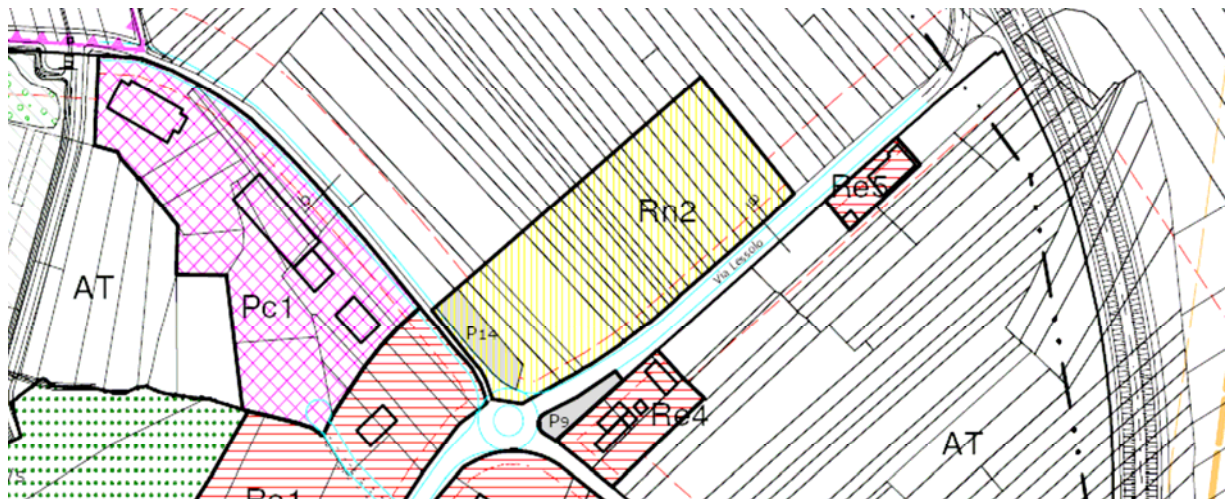 Rn2
Re5
Via Lessolo
AT
Pc1
P14
P9
Re4
AT